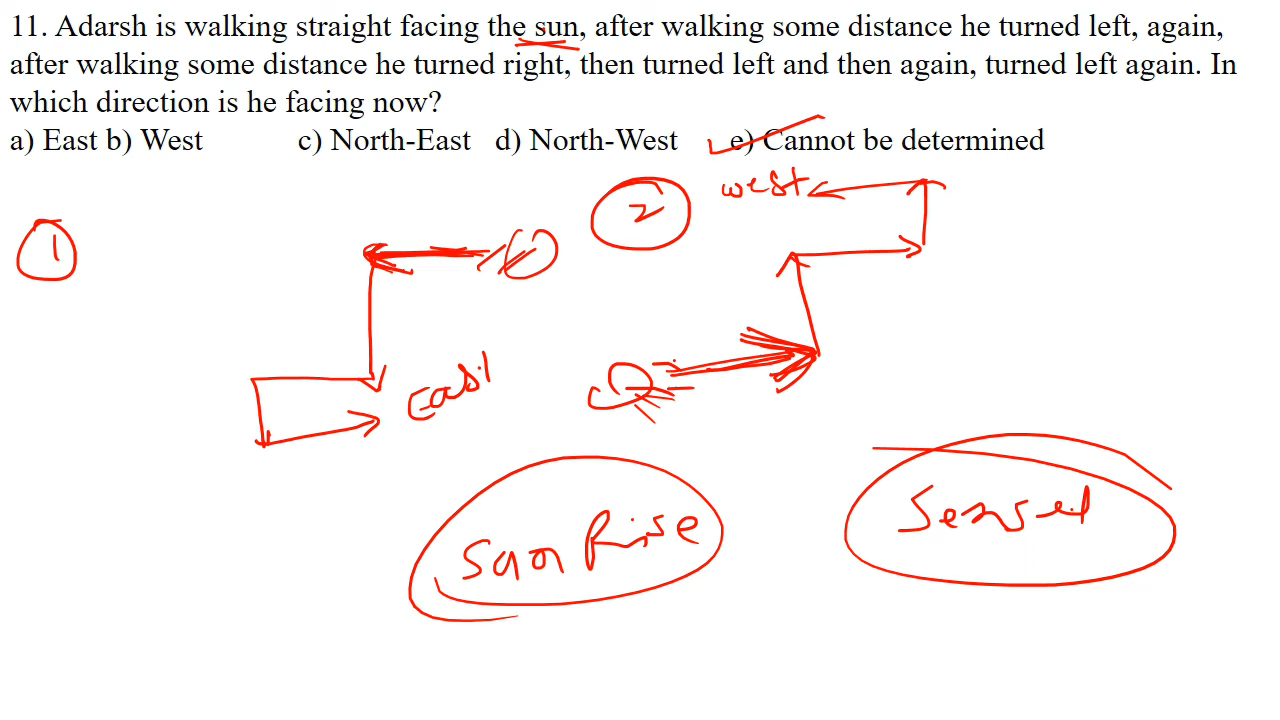 11. Adarsh is walking straight facing the sun, after walking some distance he turned left, again,
after walking some distance he turned right, then turned left and then again, turned left again. In
which direction is he facing now?
a) East b) West c) North-East d) North-West e) Cannot be determined
2 west
1
East
Sun Rise
Sunset